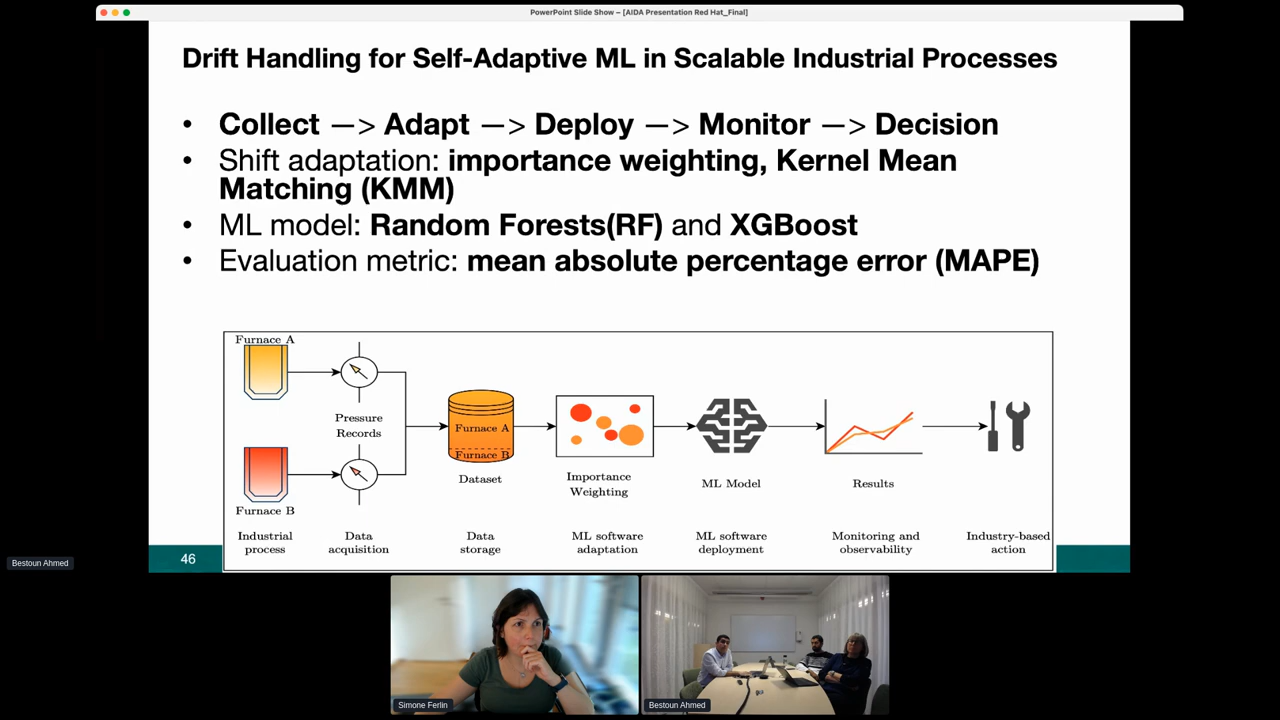 PowerPoint Slide Show – [AIDA Presentation Red Hat_Final]
Drift Handling for Self-Adaptive ML in Scalable Industrial Processes
• Collect —> Adapt —> Deploy —> Monitor —> Decision
• Shift adaptation: importance weighting, Kernel Mean
Matching (KMM)
• ML model: Random Forests(RF) and XGBoost
• Evaluation metric: mean absolute percentage error (MAPE)
Furnace A
Pressure
Records
Furnace B
Furnace A
Furnace B
Dataset
Importance
Weighting
ML Model
Results
Industrial
process
Data
acquisition
Data
storage
ML software
adaptation
ML software
deployment
Monitoring and
observability
Industry-based
action
46
Bestoun Ahmed
Simone Ferlin
Bestoun Ahmed